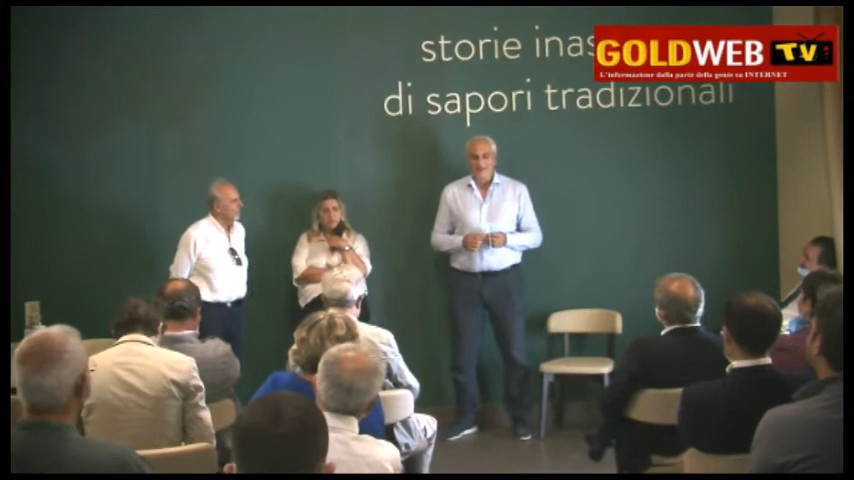 storie inas
di sapori tradizionali
GOLDWEB TV
L'informazione dalla parte della gente su INTERNET